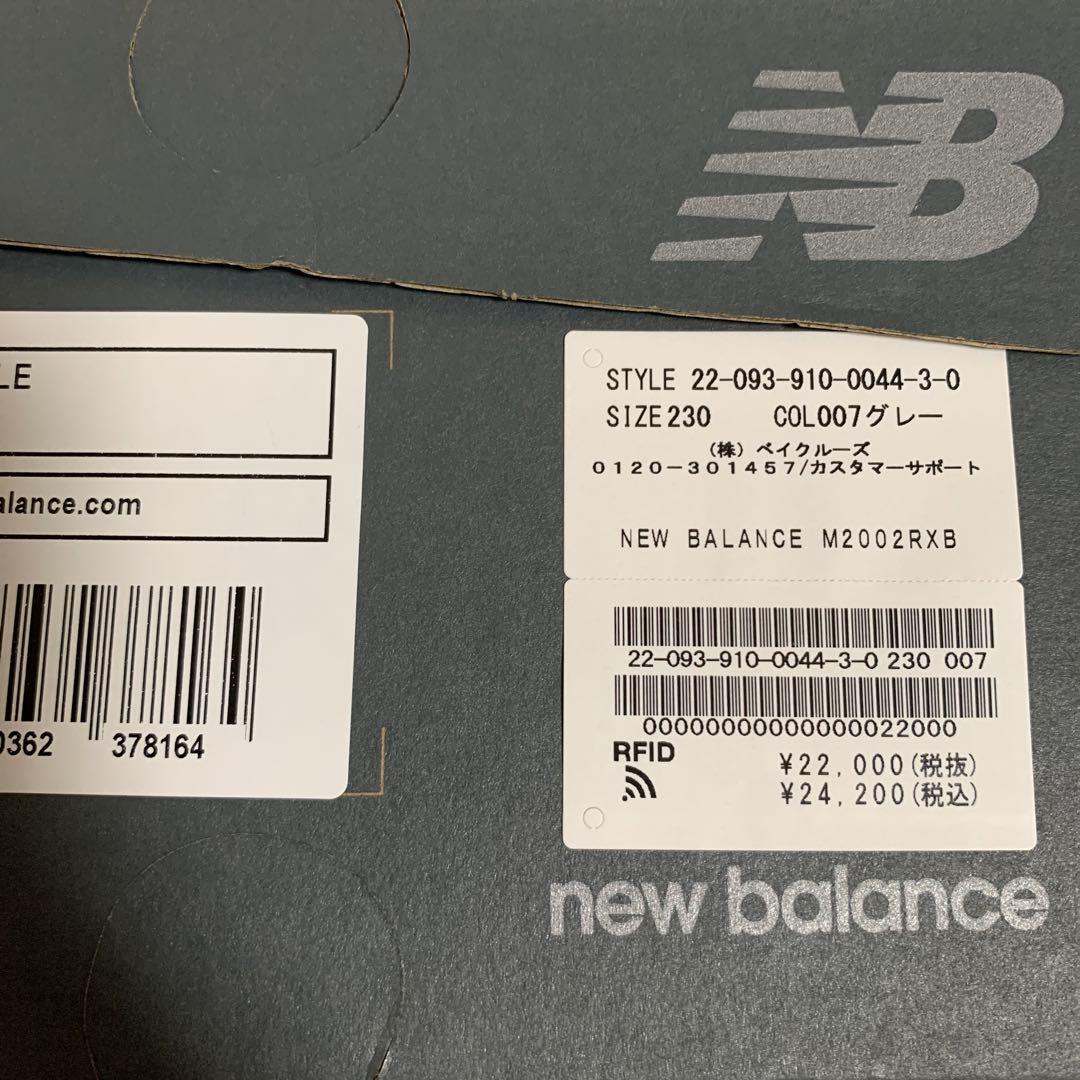 NB
LE
alance.com
0362 378164
STYLE 22-093-910-0044-3-0
SIZE230 COL007グレー
(株) ベイクルーズ
0120-301457/カスタマーサポート
NEW BALANCE M2002RXB
22-093-910-0044-3-0 230 007
00000000000000022000
RFID
¥22,000(税抜)
¥24,200(税込)
new balance